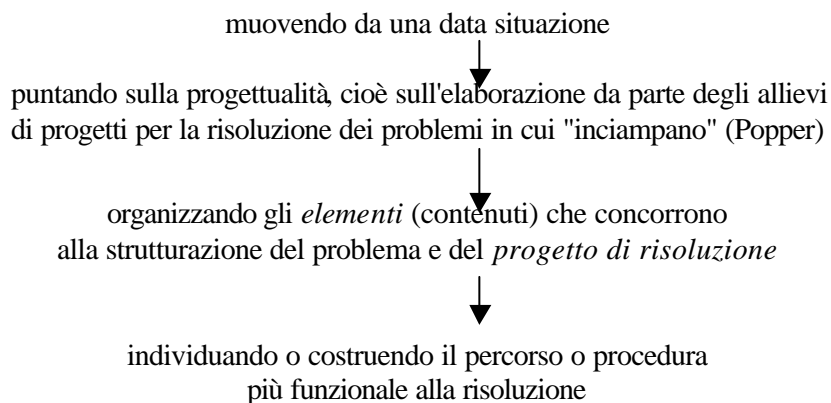 muovendo da una data situazione
puntando sulla progettualità, cioè sull'elaborazione da parte degli allievi
di progetti per la risoluzione dei problemi in cui "inciampano" (Popper)
organizzando gli elementi (contenuti) che concorrono
alla strutturazione del problema e del progetto di risoluzione
individuando o costruendo il percorso o procedura
più funzionale alla risoluzione